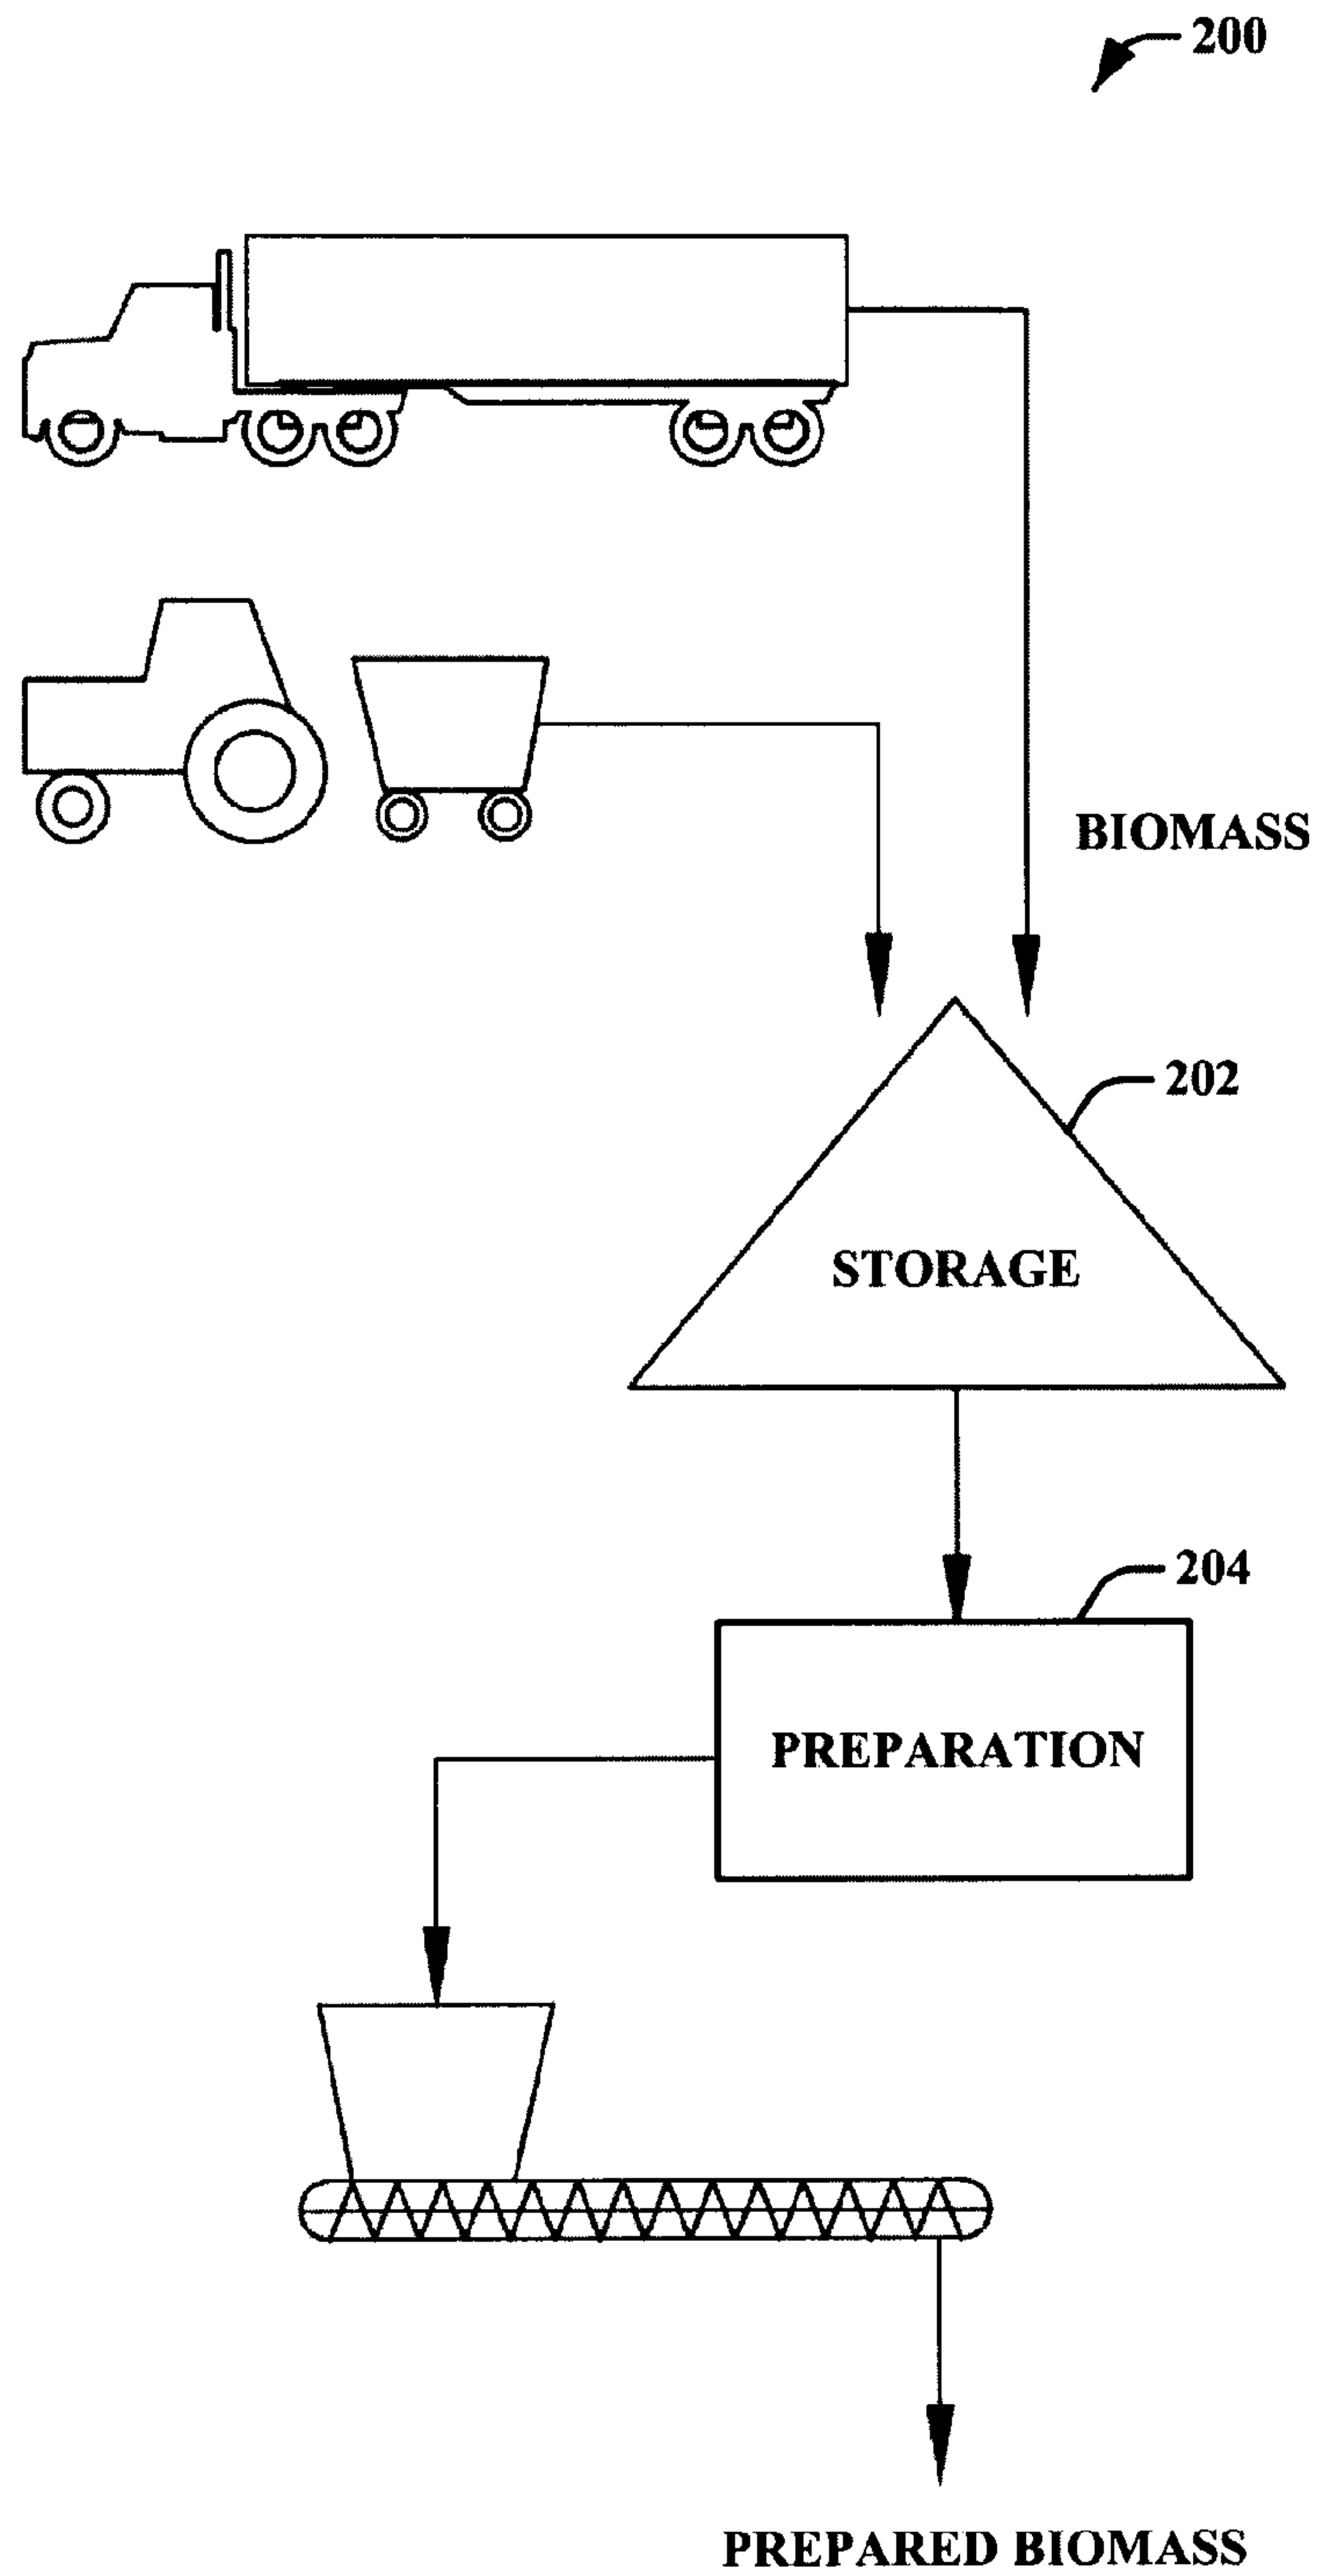 200
BIOMASS
202
STORAGE
204
PREPARATION
PREPARED BIOMASS